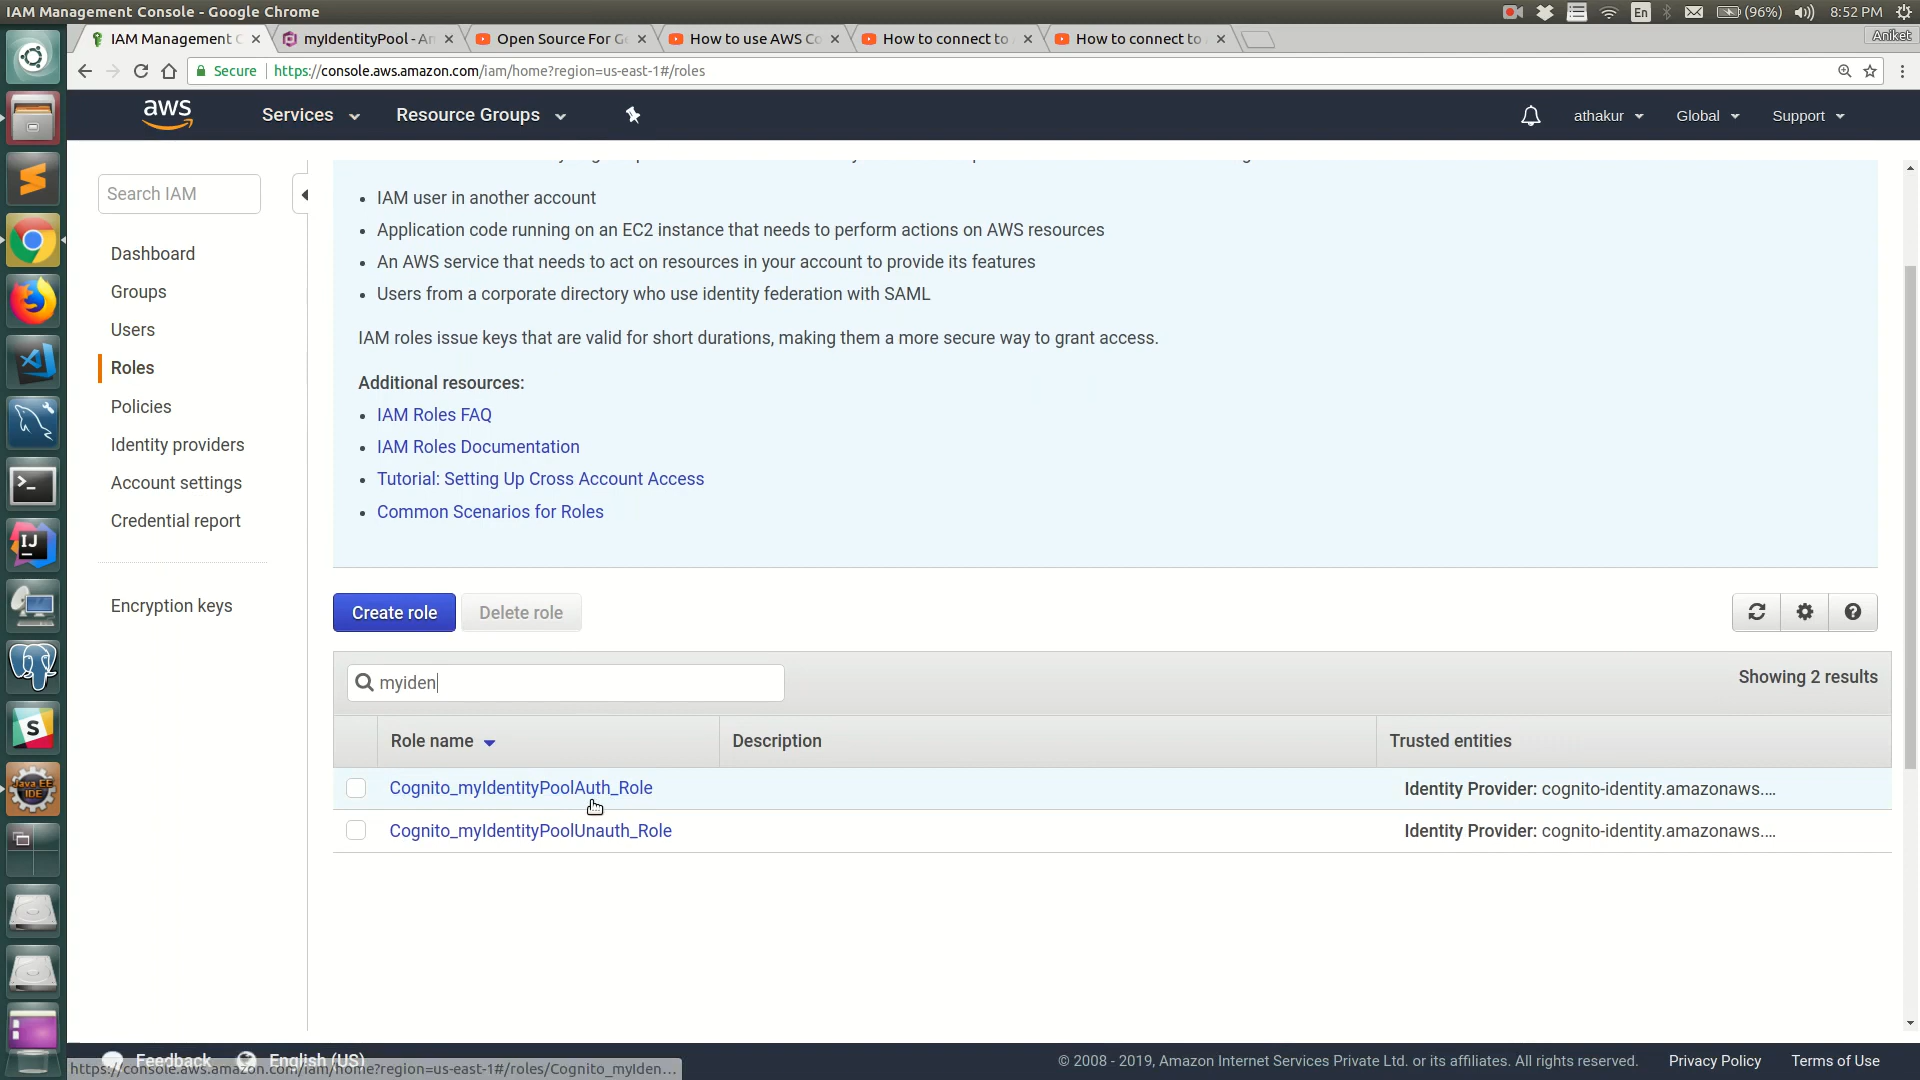 IAM Management Console - Google Chrome
En
(96%)
8:52 PM
IAM Management C
myIdentityPool - Am
Open Source For Ge
How to use AWS Co
How to connect to
How to connect to
Aniket
Secure
https://console.aws.amazon.com/iam/home?region=us-east-1#/roles
aws
Services
Resource Groups
athakur
Global
Support
Search IAM
Dashboard
Groups
Users
Roles
Policies
Identity providers
Account settings
Credential report
Encryption keys
IAM user in another account
Application code running on an EC2 instance that needs to perform actions on AWS resources
An AWS service that needs to act on resources in your account to provide its features
Users from a corporate directory who use identity federation with SAML
IAM roles issue keys that are valid for short durations, making them a more secure way to grant access.
Additional resources:
IAM Roles FAQ
IAM Roles Documentation
Tutorial: Setting Up Cross Account Access
Common Scenarios for Roles
Create role
Delete role
myiden
Showing 2 results
Role name
Description
Trusted entities
Cognito_myIdentityPoolAuth_Role
Identity Provider: cognito-identity.amazonaws....
Cognito_myIdentityPoolUnauth_Role
Identity Provider: cognito-identity.amazonaws....
Feedback
English (US)
© 2008 - 2019, Amazon Internet Services Private Ltd. or its affiliates. All rights reserved.
Privacy Policy
Terms of Use
https://console.aws.amazon.com/iam/home?region=us-east-1#/roles/Cognito_myIden...
IJ
Java EE
IDE
S